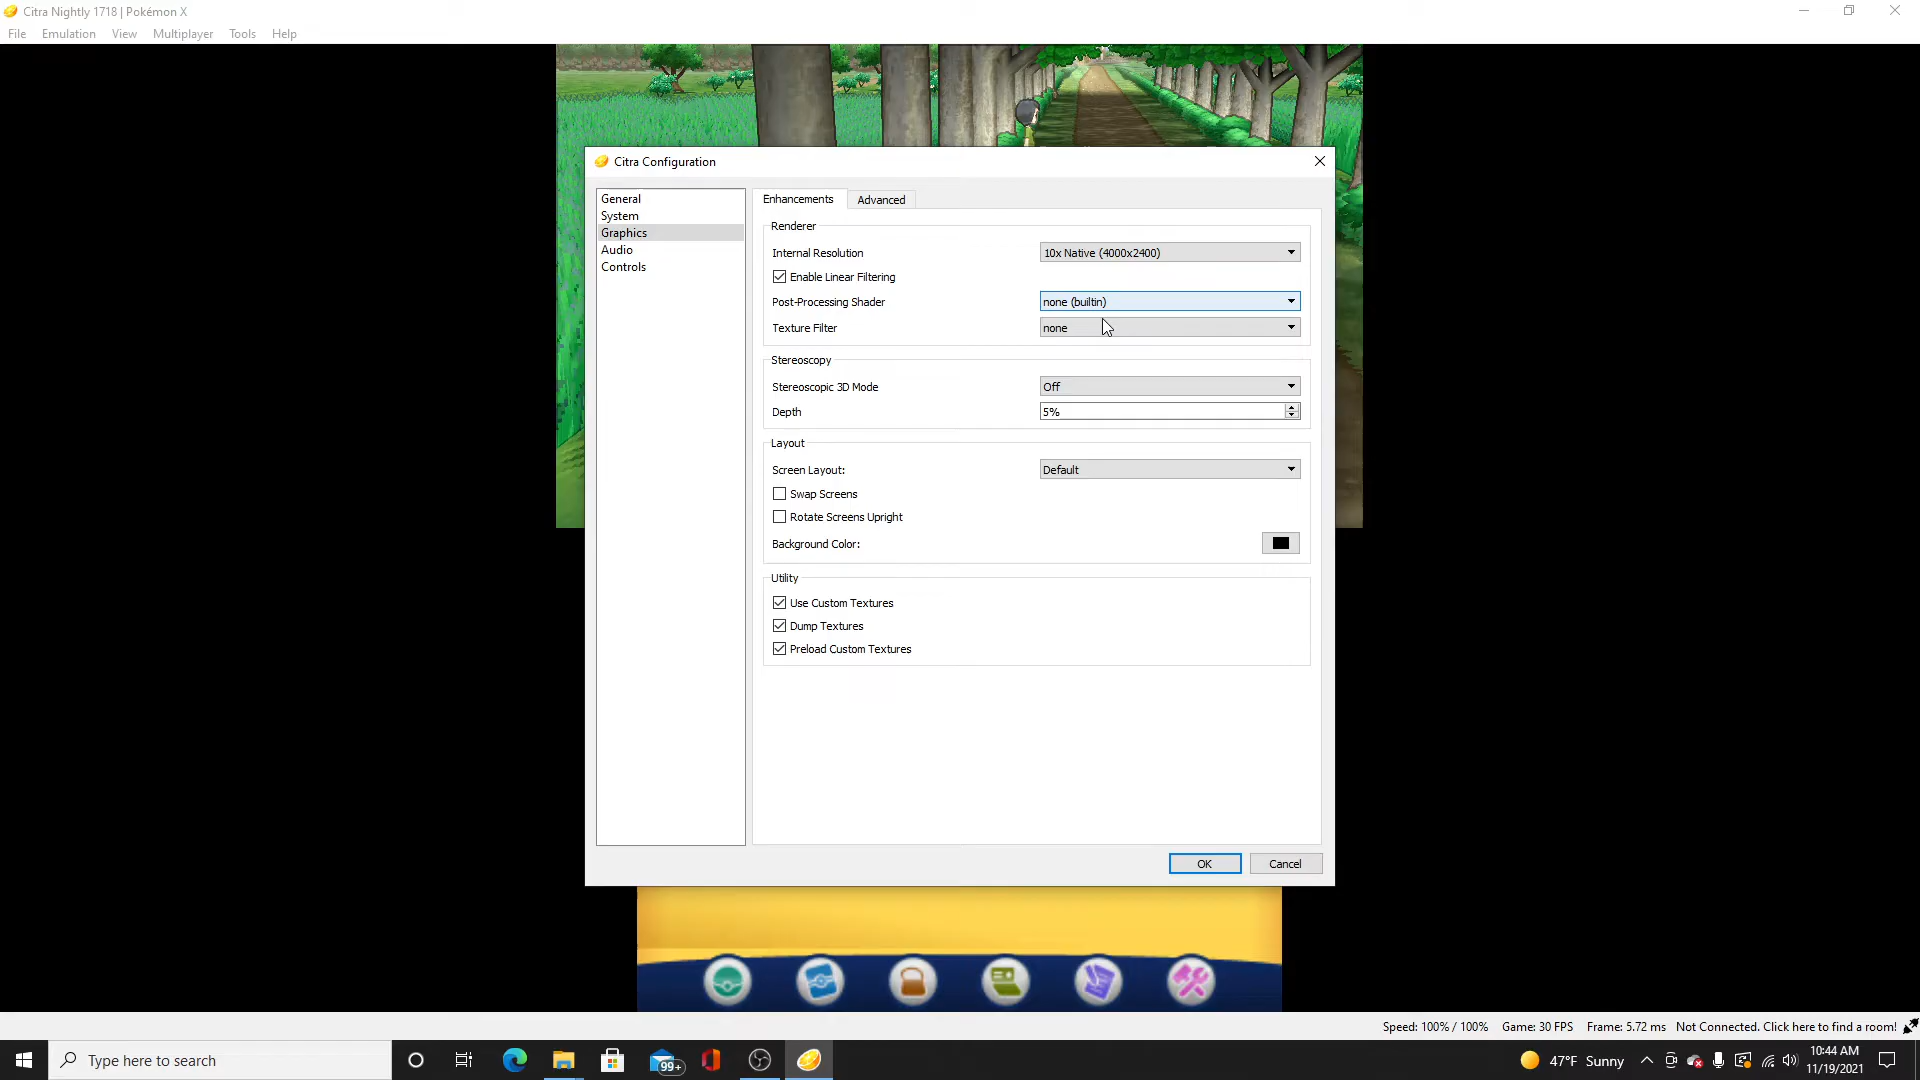 Citra Nightly 1718 | Pokémon X
File Emulation View Multiplayer Tools Help
Citra Configuration
General
System
Graphics
Audio
Controls
Enhancements Advanced
Renderer
Internal Resolution 10x Native (4000x2400)
Enable Linear Filtering
Post-Processing Shader none (builtin)
Texture Filter none
Stereoscopy
Stereoscopic 3D Mode Off
Depth 5%
Layout
Screen Layout: Default
Swap Screens
Rotate Screens Upright
Background Color:
Utility
Use Custom Textures
Dump Textures
Preload Custom Textures
OK Cancel
Speed: 100% / 100% Game: 30 FPS Frame: 5.72 ms Not Connected. Click here to find a room!
Type here to search 99+ 47°F Sunny 10:44 AM
11/19/2021